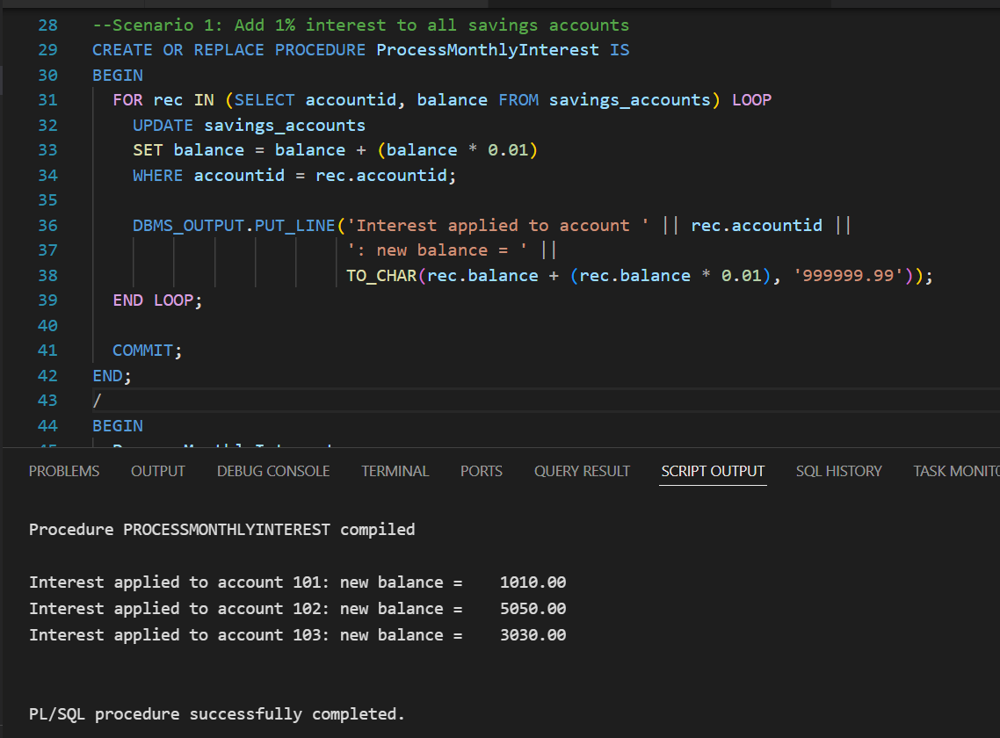 28 --Scenario 1: Add 1% interest to all savings accounts
29 CREATE OR REPLACE PROCEDURE ProcessMonthlyInterest IS
30 BEGIN
31 FOR rec IN (SELECT accountid, balance FROM savings_accounts) LOOP
32 UPDATE savings_accounts
33 SET balance = balance + (balance * 0.01)
34 WHERE accountid = rec.accountid;
35
36 DBMS_OUTPUT.PUT_LINE('Interest applied to account ' || rec.accountid ||
37 ': new balance = ' ||
38 TO_CHAR(rec.balance + (rec.balance * 0.01), '999999.99'));
39 END LOOP;
40
41 COMMIT;
42 END;
43 /
44 BEGIN
PROBLEMS OUTPUT DEBUG CONSOLE TERMINAL PORTS QUERY RESULT SCRIPT OUTPUT SQL HISTORY TASK MONITO
Procedure PROCESSMONTHLYINTEREST compiled
Interest applied to account 101: new balance =    1010.00
Interest applied to account 102: new balance =    5050.00
Interest applied to account 103: new balance =    3030.00
PL/SQL procedure successfully completed.